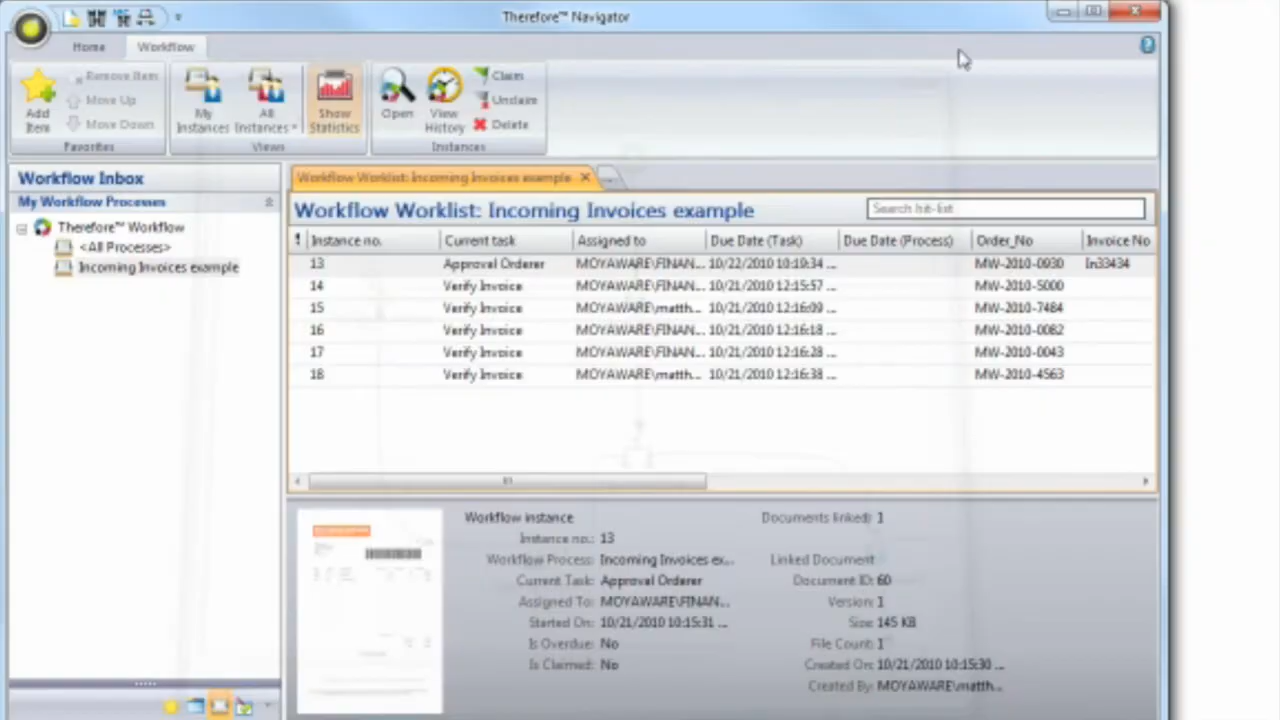 Therefore™ Navigator
Home Workflow
Add Item
Remove Item
Move Up
Move Down
Favorites
My Instances
All Instances
Show Statistics
Views
Open
View History
Claim
Unclaim
Delete
Instances
Workflow Inbox
My Workflow Processes
Therefore™ Workflow
<All Processes>
Incoming Invoices example
Workflow Worklist: Incoming Invoices example
Workflow Worklist: Incoming Invoices example
Search hit-list
! Instance no. Current task Assigned to Due Date (Task) Due Date (Process) Order_No Invoice No
13 Approval Orderer MOYAWARE\FINAN... 10/22/2010 10:19:34 ... MW-2010-0930 In33434
14 Verify Invoice MOYAWARE\FINAN... 10/21/2010 12:15:57 ... MW-2010-5000
15 Verify Invoice MOYAWARE\matth... 10/21/2010 12:16:09 ... MW-2010-7484
16 Verify Invoice MOYAWARE\FINAN... 10/21/2010 12:16:18 ... MW-2010-0082
17 Verify Invoice MOYAWARE\FINAN... 10/21/2010 12:16:28 ... MW-2010-0043
18 Verify Invoice MOYAWARE\matth... 10/21/2010 12:16:38 ... MW-2010-4563
Workflow instance
Instance no.: 13
Workflow Process: Incoming Invoices ex...
Current Task: Approval Orderer
Assigned To: MOYAWARE\FINAN...
Started On: 10/21/2010 10:15:31 ...
Is Overdue: No
Is Claimed: No
Documents linked: 1
Linked Document
Document ID: 60
Version: 1
Size: 145 KB
File Count: 1
Created On: 10/21/2010 10:15:30 ...
Created By: MOYAWARE\matth...